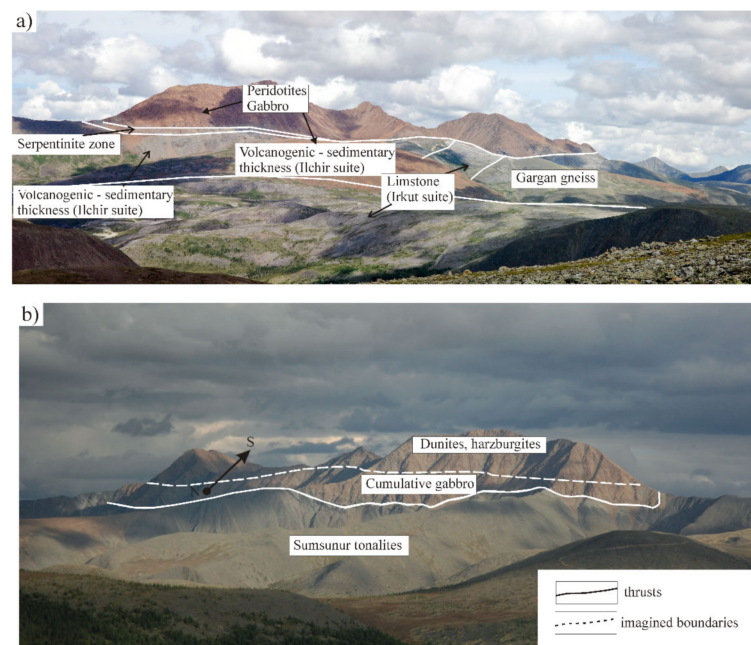 a)
Peridotites
Gabbro
Serpentinite zone
Volcanogenic - sedimentary
thickness (Ilchir suite)
Volcanogenic - sedimentary
thickness (Ilchir suite)
Limstone
(Irkut suite)
Gargan gneiss
b)
S
N
Dunites, harzburgites
Cumulative gabbro
Sumsunur tonalites
thrusts
imagined boundaries